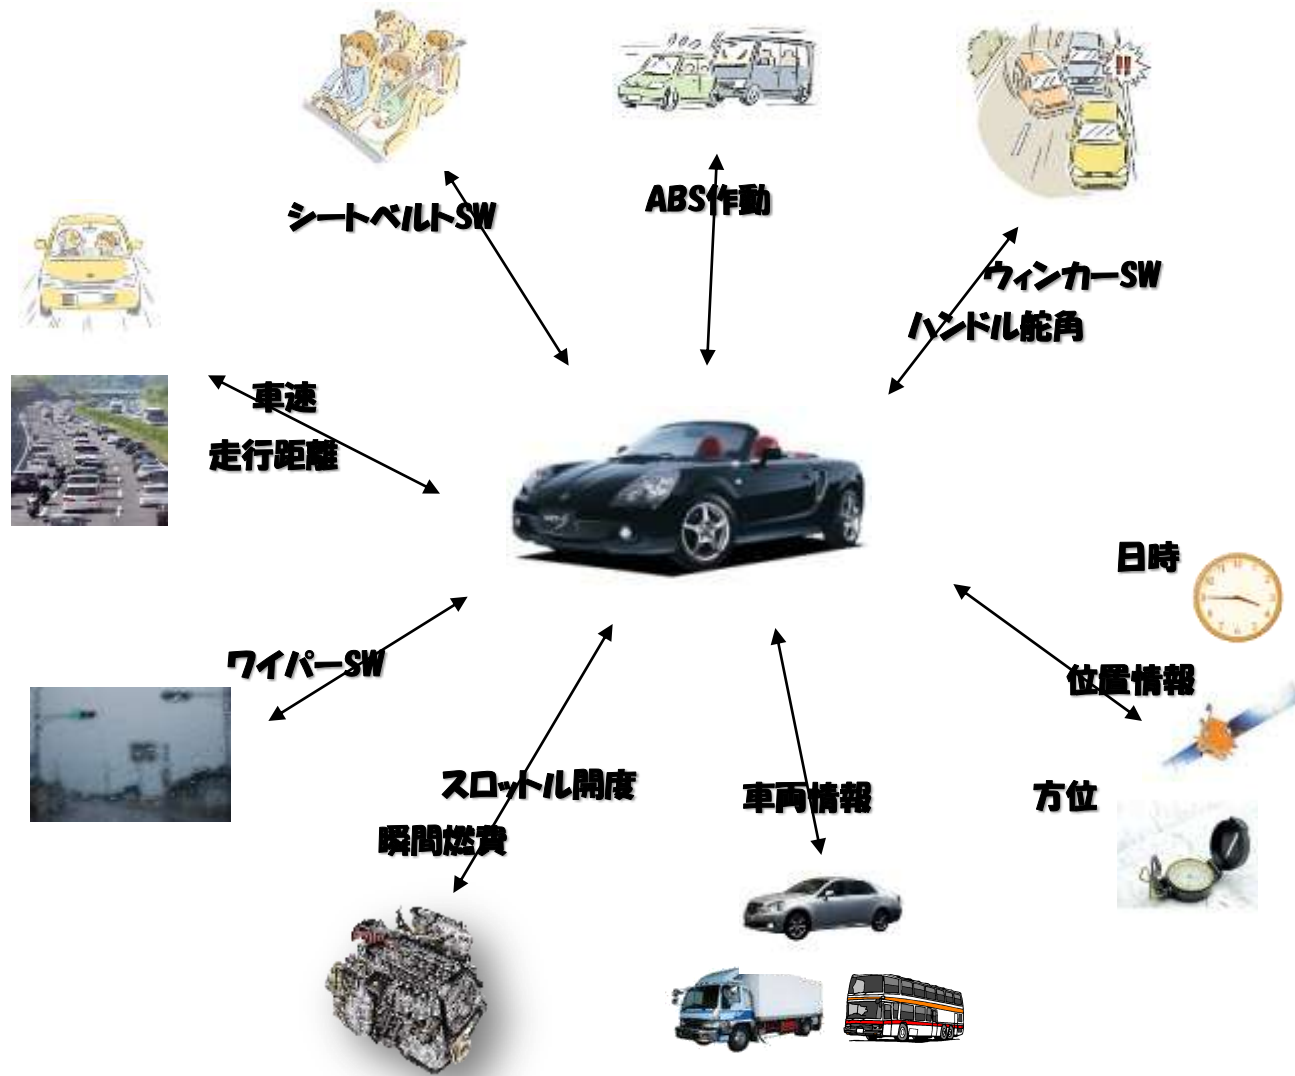 ABS作動
シートベルトSW
ウィンカーSW
ハンドル舵角
車速
走行距離
日時
ワイパーSW
位置情報
スロットル開度
車両情報
方位
瞬間燃費